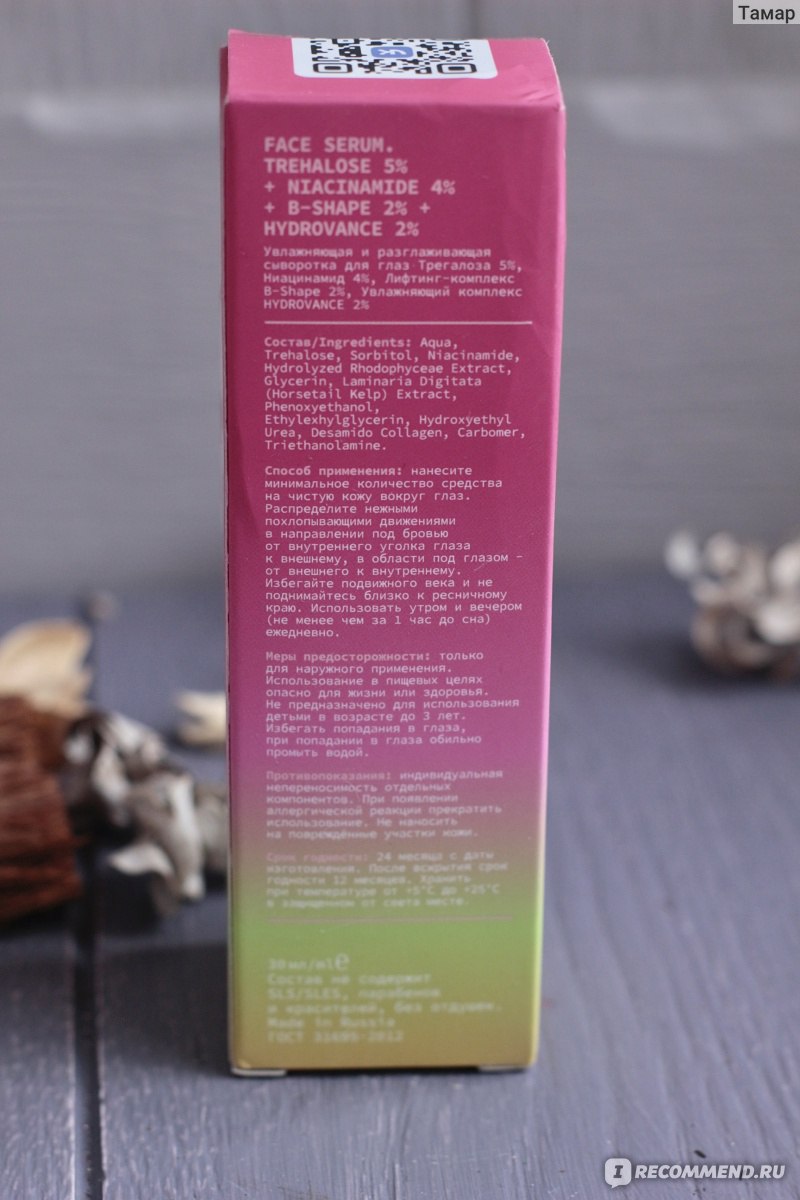 Тамар
FACE SERUM.
TREHALOSE 5%
+ NIACINAMIDE 4%
+ B-SHAPE 2% +
HYDROVANCE 2%
Увлажняющая и разглаживающая
сыворотка для глаз Трегалоза 5%,
Ниацинамид 4%, Лифтинг-комплекс
B-Shape 2%, Увлажняющий комплекс
HYDROVANCE 2%
Состав/Ingredients: Aqua,
Trehalose, Sorbitol, Niacinamide,
Hydrolyzed Rhodophyceae Extract,
Glycerin, Laminaria Digitata
(Horsetail Kelp) Extract,
Phenoxyethanol,
Ethylexhylglycerin, Hydroxyethyl
Urea, Desamido Collagen, Carbomer,
Triethanolamine.
Способ применения: нанесите
минимальное количество средства
на чистую кожу вокруг глаз.
Распределите нежными
похлопывающими движениями
в направлении под бровью
от внутреннего уголка глаза
к внешнему, в области под глазом -
от внешнего к внутреннему.
Избегайте подвижного века и не
поднимайтесь близко к ресничному
краю. Использовать утром и вечером
(не менее чем за 1 час до сна)
ежедневно.
Меры предосторожности: только
для наружного применения.
Использование в пищевых целях
опасно для жизни или здоровья.
Не предназначено для использования
детьми в возрасте до 3 лет.
Избегать попадания в глаза,
при попадании в глаза обильно
промыть водой.
Противопоказания: индивидуальная
непереносимость отдельных
компонентов. При появлении
аллергической реакции прекратить
использование. Не наносить
на повреждённые участки кожи.
Срок годности: 24 месяца с даты
изготовления. После вскрытия срок
годности 12 месяцев. Хранить
при температуре от +5°C до +25°C
в защищенном от света месте.
30 мл/ml e
Состав не содержит
SLS/SLES, парабенов
и красителей, без отдушек.
Made in Russia
ГОСТ 31695-2012
IRECOMMEND.RU